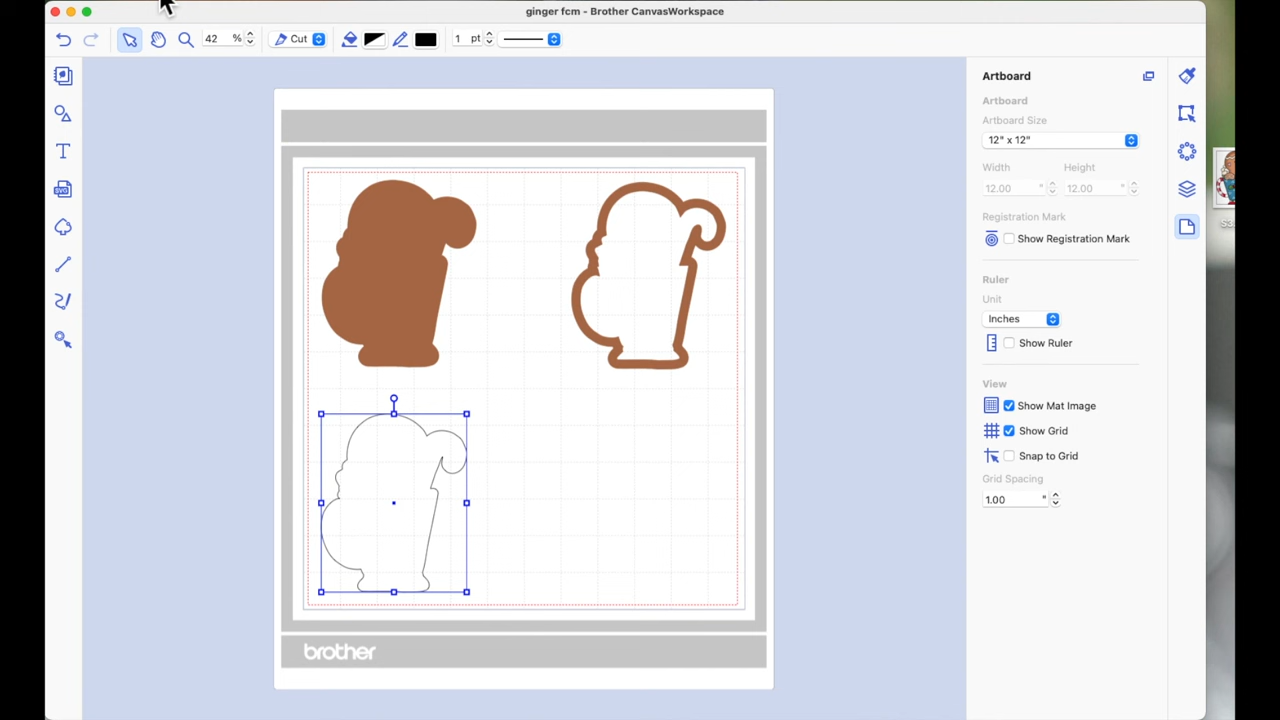 ginger fcm - Brother CanvasWorkspace
42 % Cut 1 pt
Artboard
Artboard
Artboard Size
12" x 12"
Width Height
12.00 " 12.00 "
Registration Mark
Show Registration Mark
Ruler
Unit
Inches
Show Ruler
View
Show Mat Image
Show Grid
Snap to Grid
Grid Spacing
1.00 "
SVG
brother